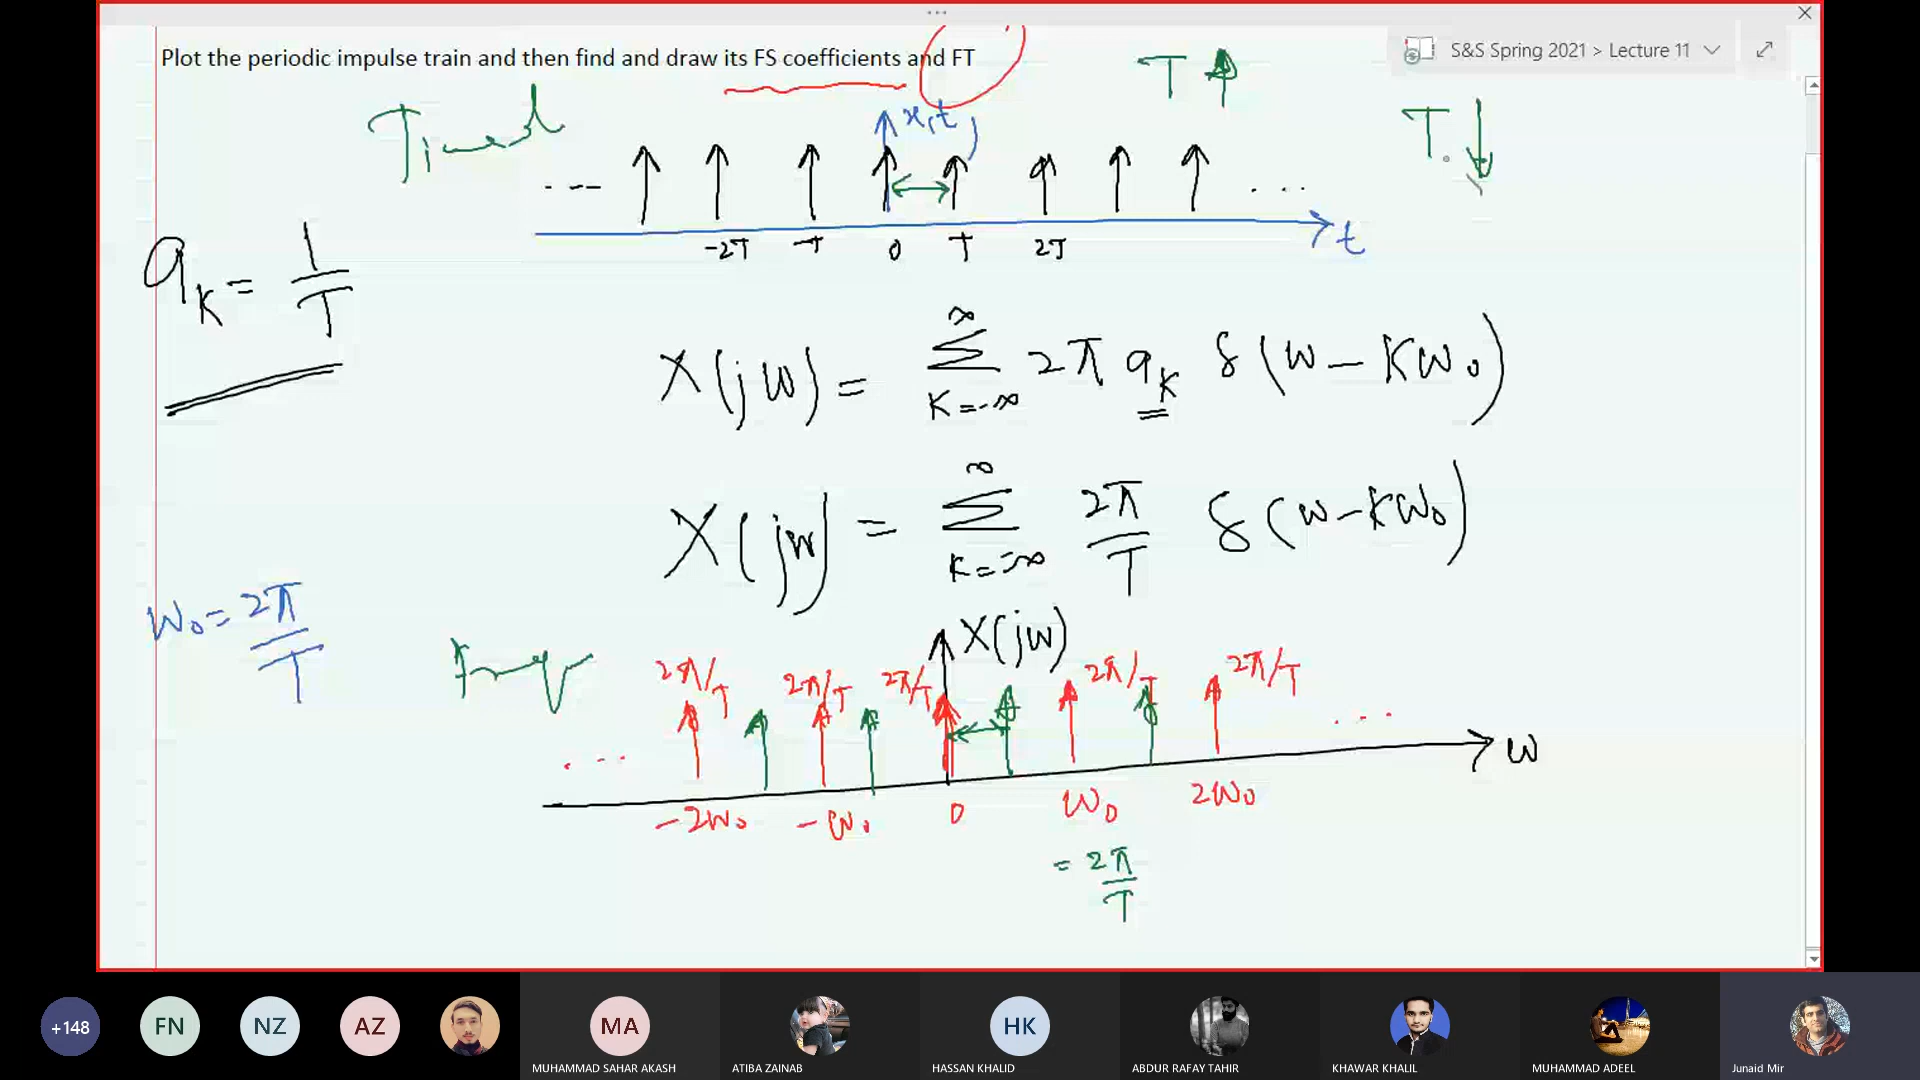 Plot the periodic impulse train and then find and draw its FS coefficients and FT
S&S Spring 2021 > Lecture 11
T ↑
T ↓
Time d
x(t)
--- ...
-2T -T 0 T 2T t
a_K = 1/T
X(jw) = ∑_{K=-∞}^{∞} 2π a_K δ(w-Kw₀)
X(jw) = ∑_{K=-∞}^{∞} 2π/T δ(w-Kw₀)
w₀ = 2π/T
X(jw)
2π/T 2π/T 2π/T 2π/T 2π/T
... ...
-2w₀ -w₀ 0 w₀ 2w₀ w
= 2π/T
+148 FN NZ AZ MA HK
MUHAMMAD SAHAR AKASH ATIBA ZAINAB HASSAN KHALID ABDUR RAFAY TAHIR KHAWAR KHALIL MUHAMMAD ADEEL Junaid Mir